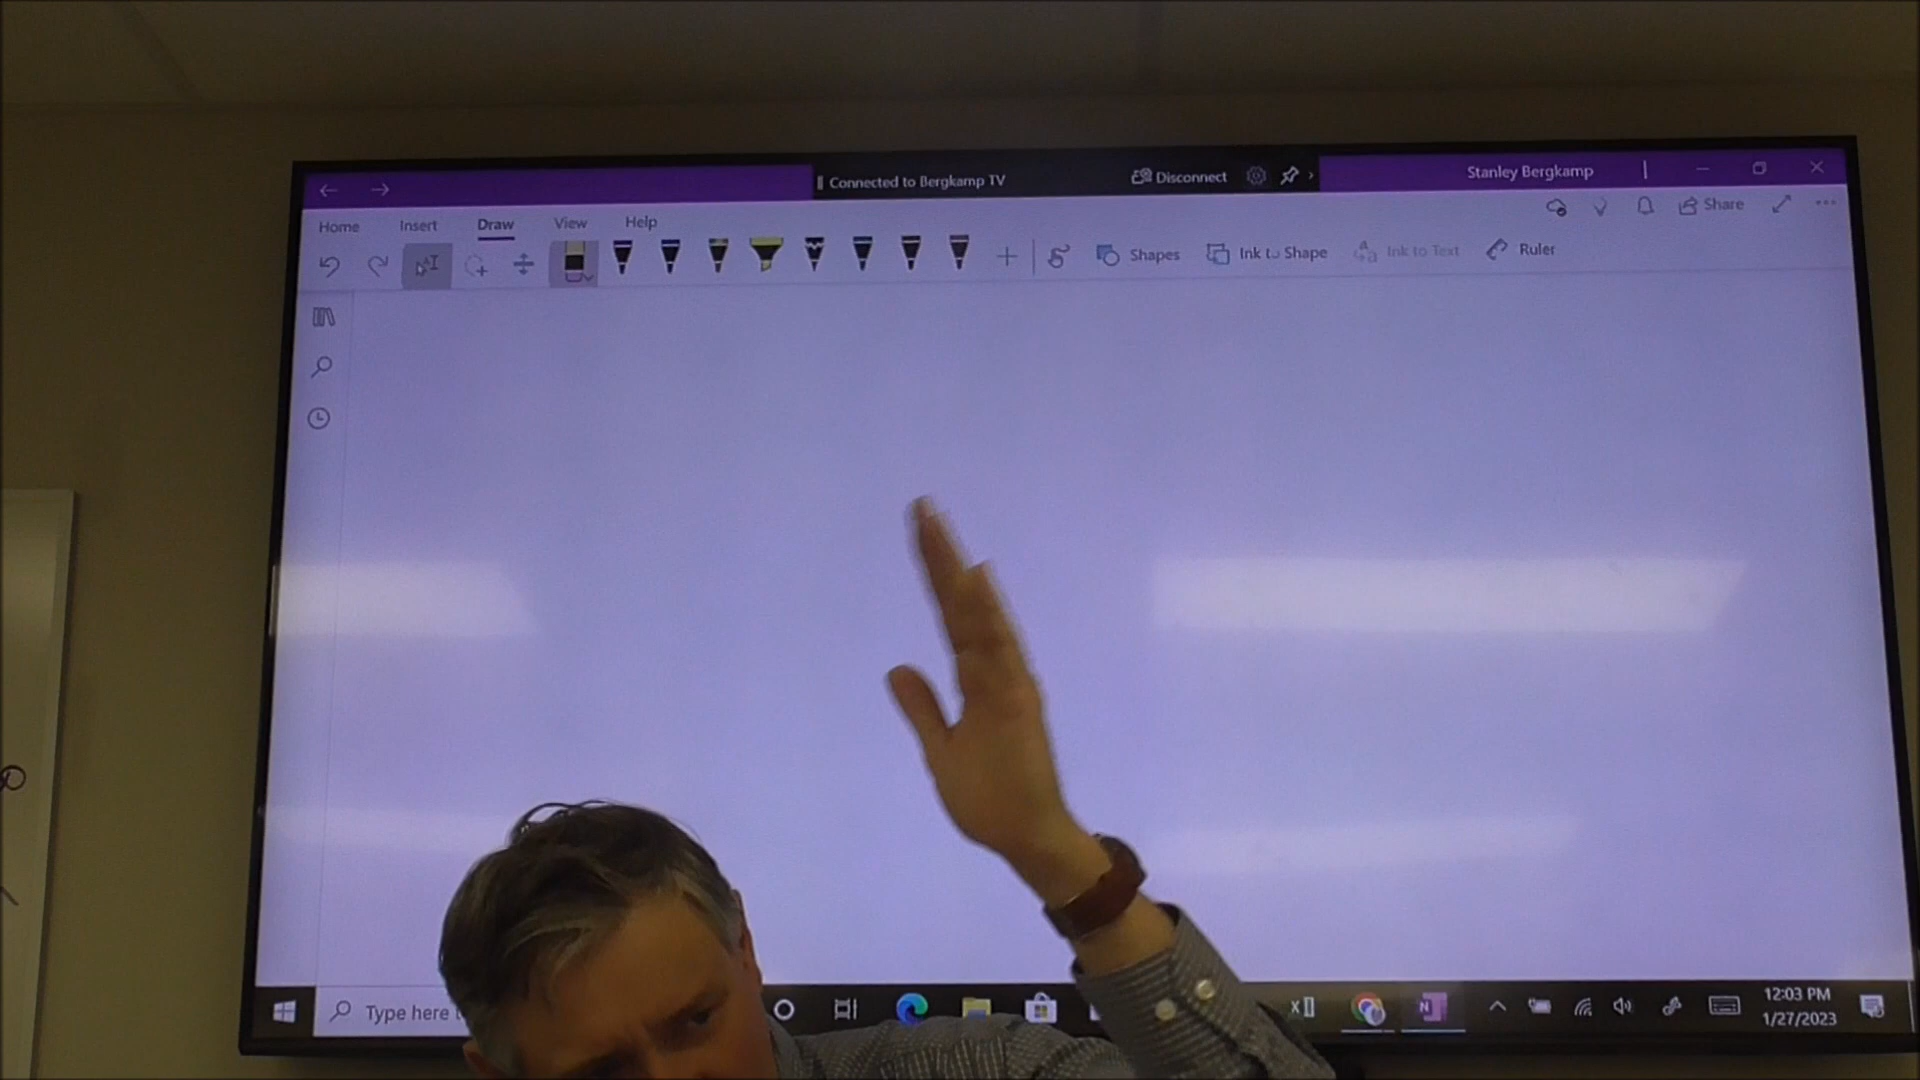 Connected to Bergkamp TV
Disconnect
Stanley Bergkamp
Home Insert Draw View Help
Share
Shapes
Ink to Shape
Ink to Text
Ruler
Type here
12:03 PM
1/27/2023